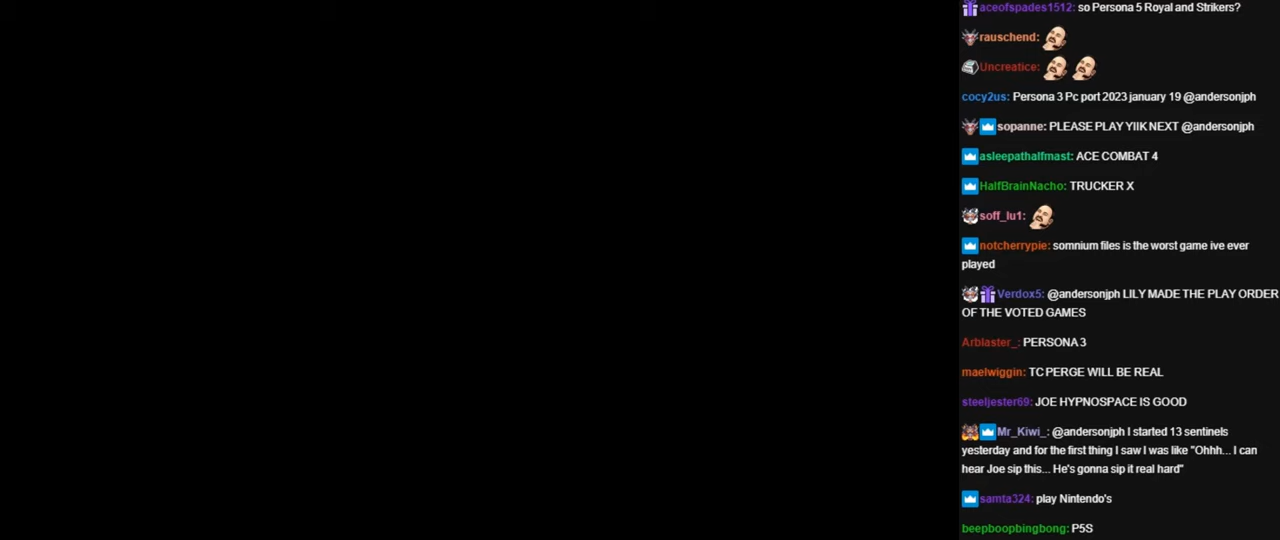 aceofspades1512: so Persona 5 Royal and Strikers?
rauschend:
Uncreatice:
cocy2us: Persona 3 Pc port 2023 january 19 @andersonjph
sopanne: PLEASE PLAY YIIK NEXT @andersonjph
asleepathalfmast: ACE COMBAT 4
HalfBrainNacho: TRUCKER X
soff_lu1:
notcherrypie: somnium files is the worst game ive ever
played
Verdox5: @andersonjph LILY MADE THE PLAY ORDER
OF THE VOTED GAMES
Arblaster_: PERSONA 3
maelwiggin: TC PERGE WILL BE REAL
steeljester69: JOE HYPNOSPACE IS GOOD
Mr_Kiwi_: @andersonjph I started 13 sentinels
yesterday and for the first thing I saw I was like "Ohhh... I can
hear Joe sip this... He's gonna sip it real hard"
samta324: play Nintendo's
beepboopbingbong: P5S